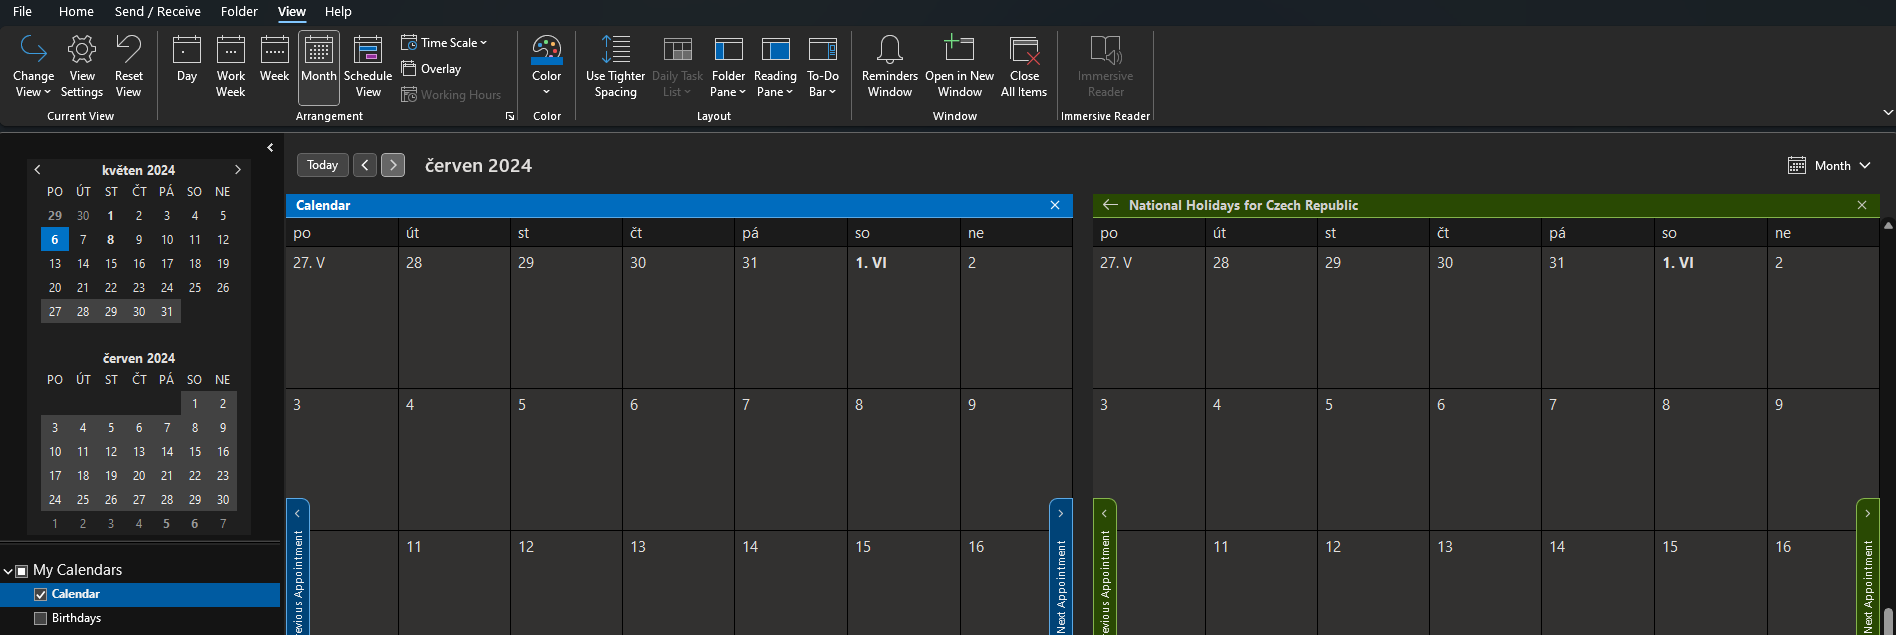 File Home Send / Receive Folder View Help
Change View
View Settings
Reset View
Current View
Day
Work Week
Week
Month
Schedule View
Time Scale
Overlay
Working Hours
Arrangement
Color
Color
Use Tighter Spacing
Daily Task List
Folder Pane
Reading Pane
To-Do Bar
Layout
Reminders Window
Open in New Window
Close All Items
Window
Immersive Reader
Immersive Reader
květen 2024
PO ÚT ST ČT PÁ SO NE
29 30 1 2 3 4 5
6 7 8 9 10 11 12
13 14 15 16 17 18 19
20 21 22 23 24 25 26
27 28 29 30 31
červen 2024
PO ÚT ST ČT PÁ SO NE
1 2
3 4 5 6 7 8 9
10 11 12 13 14 15 16
17 18 19 20 21 22 23
24 25 26 27 28 29 30
1 2 3 4 5 6 7
My Calendars
Calendar
Birthdays
Today
červen 2024
Month
Calendar
po út st čt pá so ne
27. V 28 29 30 31 1. VI 2
3 4 5 6 7 8 9
11 12 13 14 15 16
Appointment
Next Appointment
National Holidays for Czech Republic
po út st čt pá so ne
27. V 28 29 30 31 1. VI 2
3 4 5 6 7 8 9
11 12 13 14 15 16
Appointment
Next Appointment